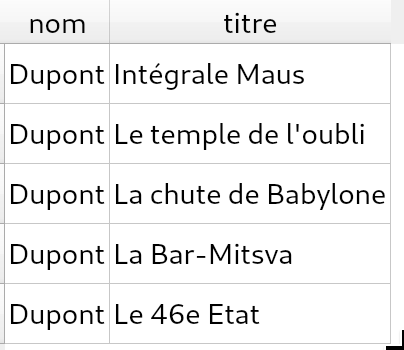 nom titre
Dupont Intégrale Maus
Dupont Le temple de l'oubli
Dupont La chute de Babylone
Dupont La Bar-Mitsva
Dupont Le 46e Etat